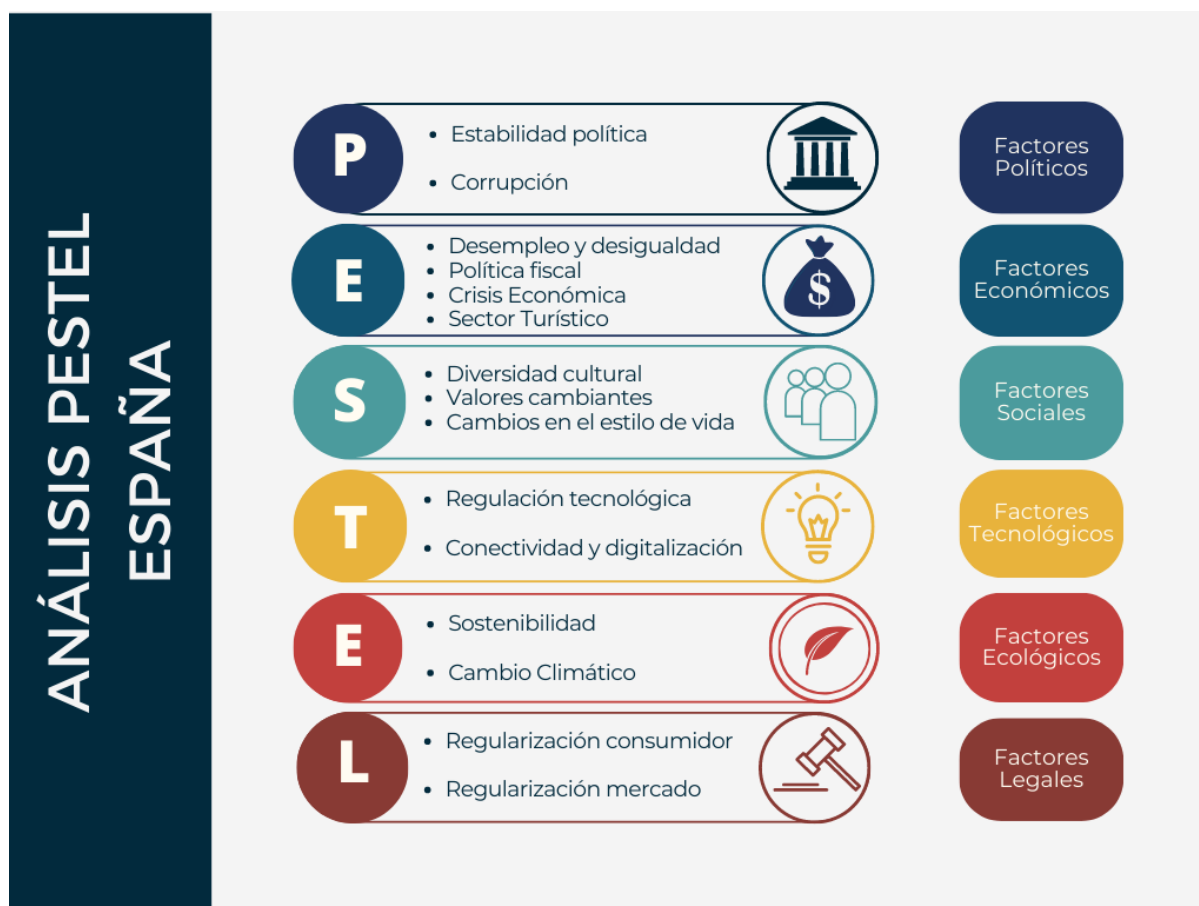 ANÁLISIS PESTEL
ESPAÑA
P
• Estabilidad política
• Corrupción
Factores
Políticos
E
• Desempleo y desigualdad
• Política fiscal
• Crisis Económica
• Sector Turístico
$
Factores
Económicos
S
• Diversidad cultural
• Valores cambiantes
• Cambios en el estilo de vida
Factores
Sociales
T
• Regulación tecnológica
• Conectividad y digitalización
Factores
Tecnológicos
E
• Sostenibilidad
• Cambio Climático
Factores
Ecológicos
L
• Regularización consumidor
• Regularización mercado
Factores
Legales